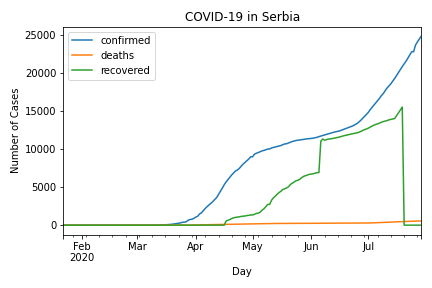 COVID-19 in Serbia
confirmed
deaths
recovered
Number of Cases
25000
20000
15000
10000
5000
0
Feb
2020
Mar
Apr
May
Jun
Jul
Day